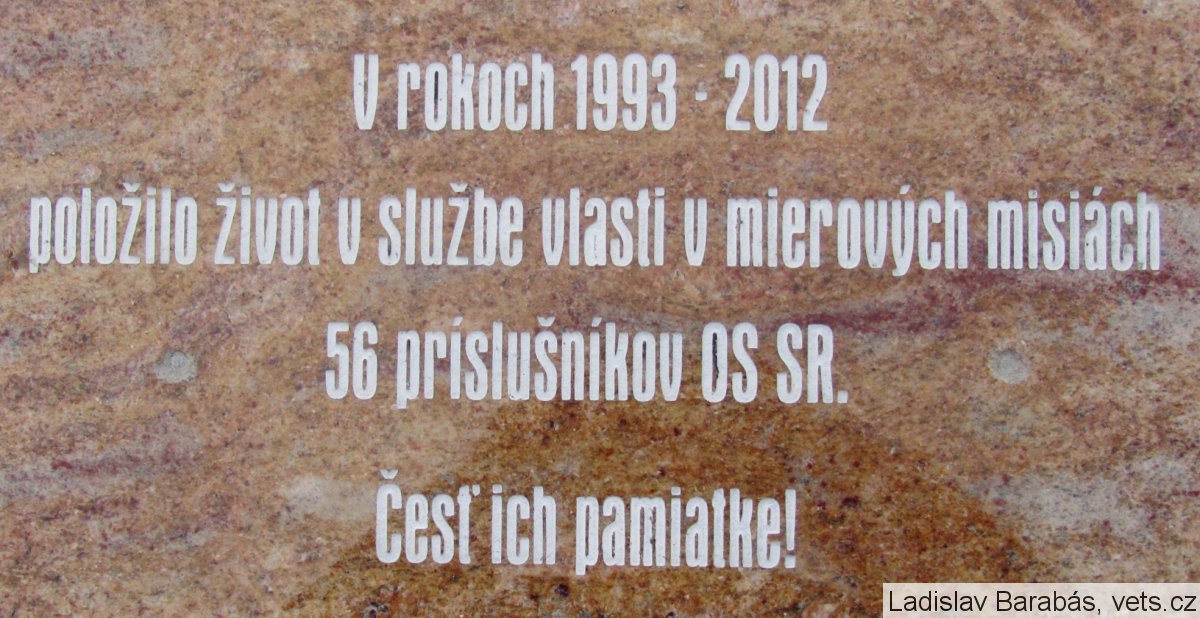 V rokoch 1993 - 2012
položilo život v službe vlasti v mierových misiách
56 príslušníkov OS SR.
Česť ich pamiatke!
Ladislav Barabás, vets.cz